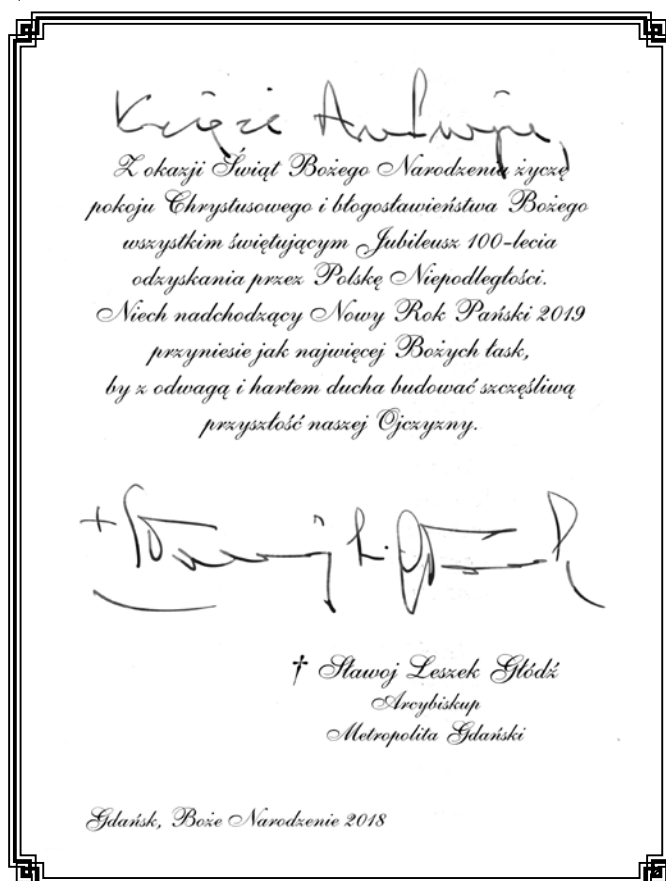 Księże Andrzeju,
Z okazji Świąt Bożego Narodzenia życzę
pokoju Chrystusowego i błogosławieństwa Bożego
wszystkim świętującym Jubileusz 100-lecia
odzyskania przez Polskę Niepodległości.
Niech nadchodzący Nowy Rok Pański 2019
przyniesie jak najwięcej Bożych łask,
by z odwagą i hartem ducha budować szczęśliwą
przyszłość naszej Ojczyzny.
† Sławoj Leszek Głódź
Arcybiskup
Metropolita Gdański
Gdańsk, Boże Narodzenie 2018